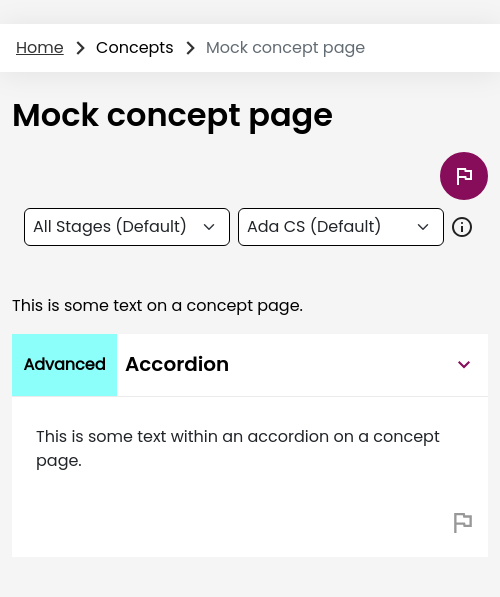 Home Concepts Mock concept page
Mock concept page
All Stages (Default) Ada CS (Default)
This is some text on a concept page.
Advanced Accordion
This is some text within an accordion on a concept
page.